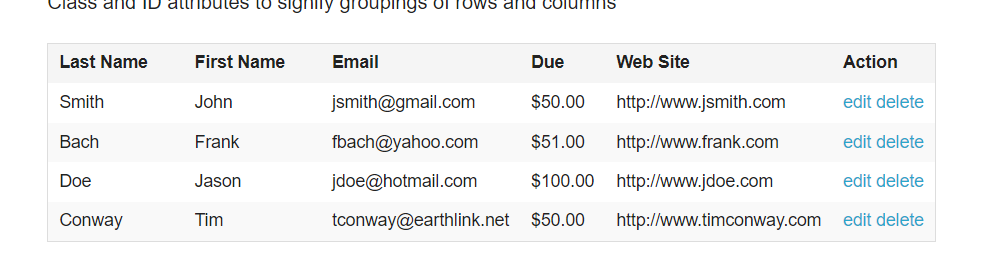 Class and ID attributes to signify groupings of rows and columns
Last Name First Name Email Due Web Site Action
Smith John jsmith@gmail.com $50.00 http://www.jsmith.com edit delete
Bach Frank fbach@yahoo.com $51.00 http://www.frank.com edit delete
Doe Jason jdoe@hotmail.com $100.00 http://www.jdoe.com edit delete
Conway Tim tconway@earthlink.net $50.00 http://www.timconway.com edit delete